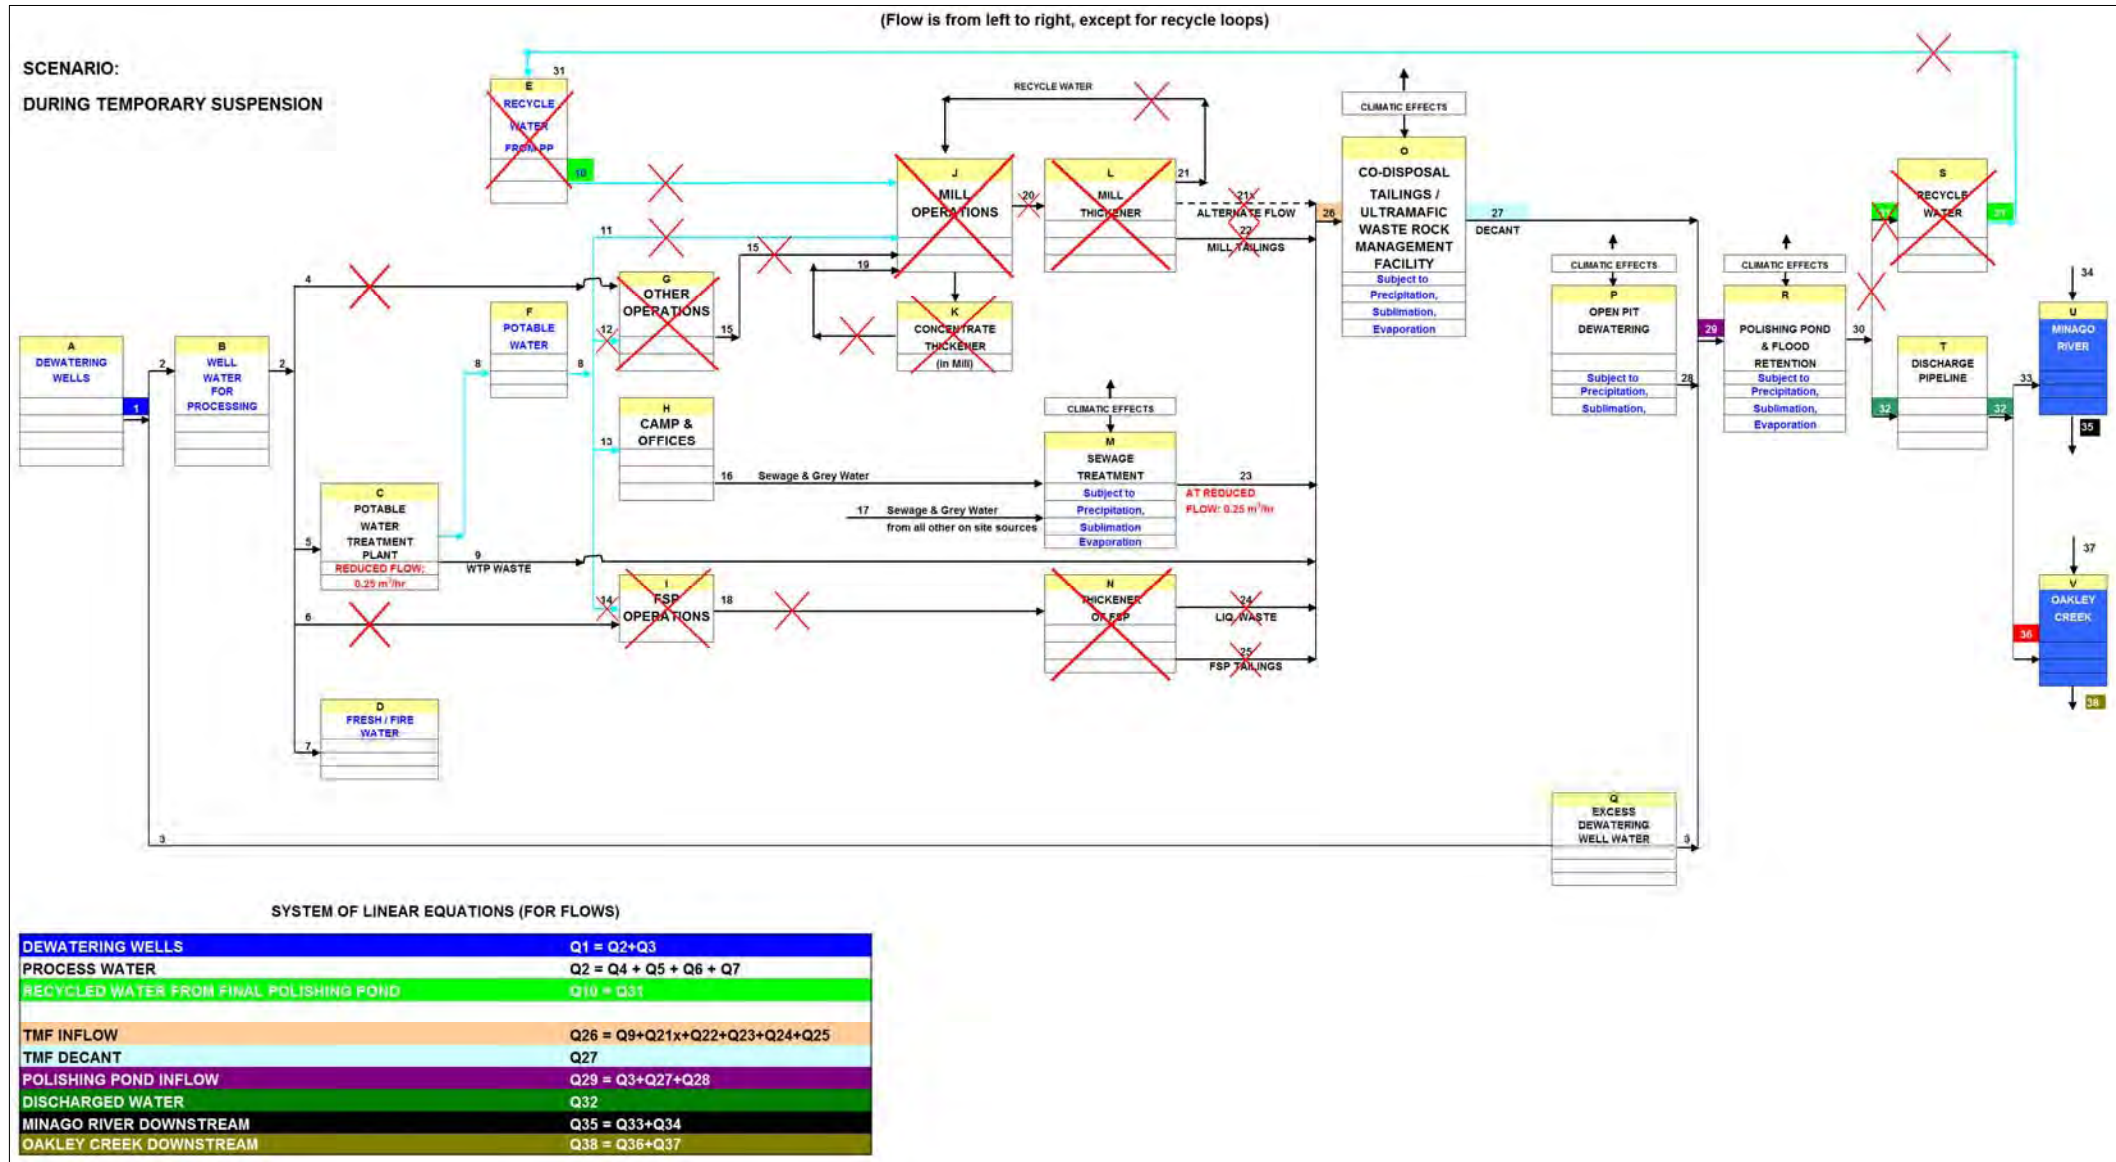 (Flow is from left to right, except for recycle loops)
SCENARIO:
DURING TEMPORARY SUSPENSION
31
E
RECYCLE
WATER
FROM PP
10
RECYCLE WATER
CLIMATIC EFFECTS
J
MILL
OPERATIONS
20
L
MILL
THICKENER
21
21x
ALTERNATE FLOW
22
MILL TAILINGS
26
O
CO-DISPOSAL
TAILINGS /
ULTRAMAFIC
WASTE ROCK
MANAGEMENT
FACILITY
Subject to
Precipitation,
Sublimation,
Evaporation
27
DECANT
S
RECYCLE
WATER
31
11
15
19
4
G
OTHER
OPERATIONS
12
15
K
CONCENTRATE
THICKENER
(in Mill)
F
POTABLE
WATER
8
8
A
DEWATERING
WELLS
1
2
B
WELL
WATER
FOR
PROCESSING
2
CLIMATIC EFFECTS
P
OPEN PIT
DEWATERING
Subject to
Precipitation,
Sublimation,
28
29
CLIMATIC EFFECTS
R
POLISHING POND
& FLOOD
RETENTION
Subject to
Precipitation,
Sublimation,
Evaporation
30
T
DISCHARGE
PIPELINE
32
32
33
34
U
MINAGO
RIVER
35
H
CAMP &
OFFICES
13
16
Sewage & Grey Water
17
Sewage & Grey Water
from all other on site sources
CLIMATIC EFFECTS
M
SEWAGE
TREATMENT
Subject to
Precipitation,
Sublimation
Evaporation
23
AT REDUCED
FLOW: 0.25 m³/hr
5
C
POTABLE
WATER
TREATMENT
PLANT
REDUCED FLOW;
0.25 m³/hr
9
WTP WASTE
6
14
I
FSP
OPERATIONS
18
N
THICKENER
OF FSP
24
LIQ WASTE
25
FSP TAILINGS
37
V
OAKLEY
CREEK
36
38
7
D
FRESH / FIRE
WATER
3
Q
EXCESS
DEWATERING
WELL WATER
3
SYSTEM OF LINEAR EQUATIONS (FOR FLOWS)
DEWATERING WELLS Q1 = Q2+Q3
PROCESS WATER Q2 = Q4 + Q5 + Q6 + Q7
RECYCLED WATER FROM FINAL POLISHING POND Q10 = Q31
TMF INFLOW Q26 = Q9+Q21x+Q22+Q23+Q24+Q25
TMF DECANT Q27
POLISHING POND INFLOW Q29 = Q3+Q27+Q28
DISCHARGED WATER Q32
MINAGO RIVER DOWNSTREAM Q35 = Q33+Q34
OAKLEY CREEK DOWNSTREAM Q38 = Q36+Q37